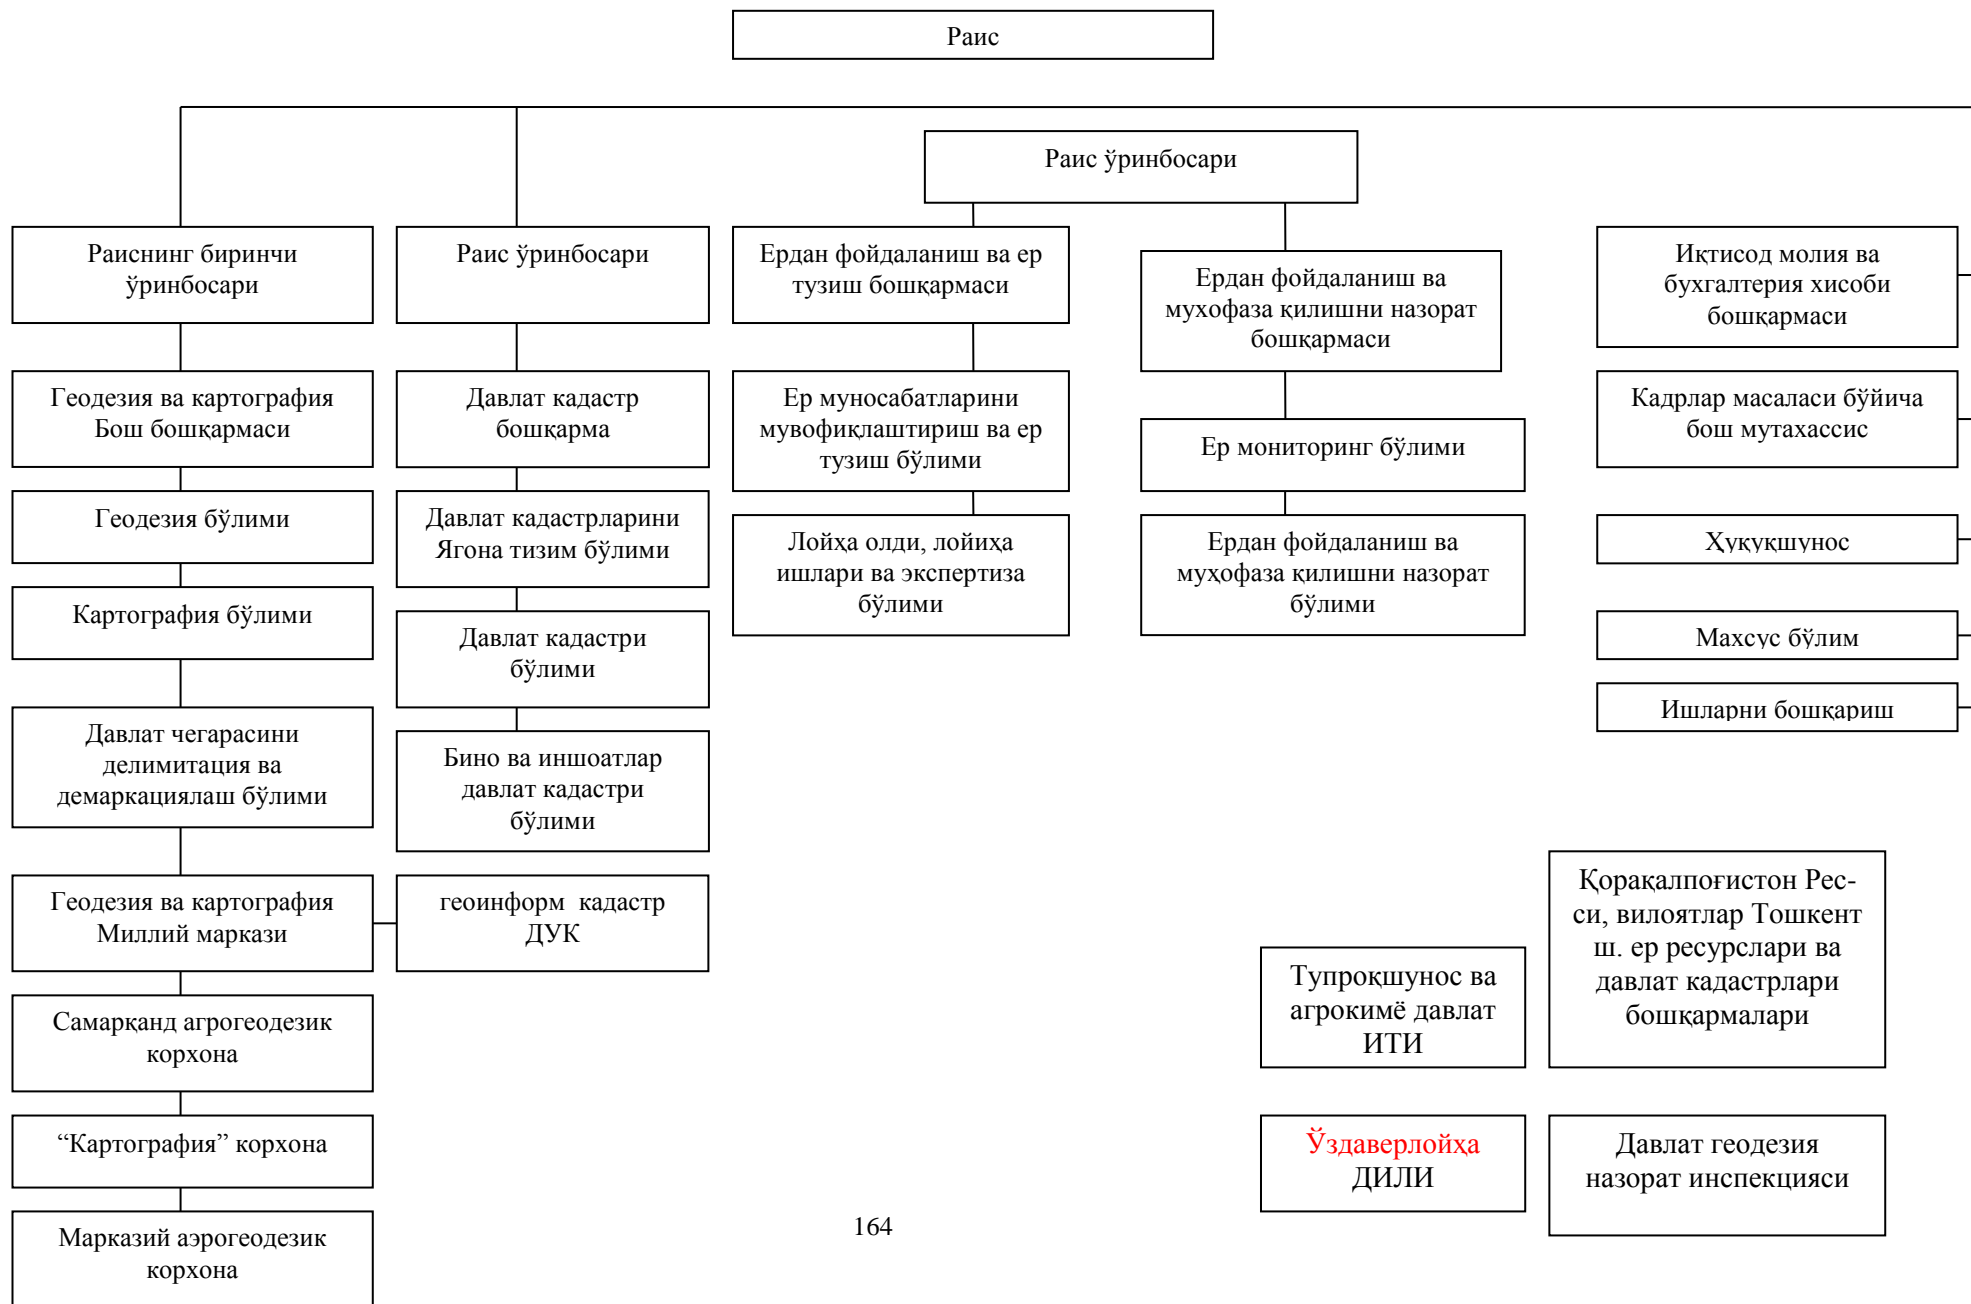 Раис
Раис ўринбосари
Раиснинг биринчи
ўринбосари
Раис ўринбосари
Ердан фойдаланиш ва ер
тузиш бошқармаси
Ердан фойдаланиш ва
мухофаза қилишни назорат
бошқармаси
Иқтисод молия ва
бухгалтерия хисоби
бошқармаси
Геодезия ва картография
Бош бошқармаси
Давлат кадастр
бошқарма
Ер муносабатларини
мувофиқлаштириш ва ер
тузиш бўлими
Ер мониторинг бўлими
Кадрлар масаласи бўйича
бош мутахассис
Геодезия бўлими
Давлат кадастрларини
Ягона тизим бўлими
Лойҳа олди, лойиҳа
ишлари ва экспертиза
бўлими
Ердан фойдаланиш ва
муҳофаза қилишни назорат
бўлими
Ҳуқуқшунос
Картография бўлими
Давлат кадастри
бўлими
Махсус бўлим
Ишларни бошқариш
Давлат чегарасини
делимитация ва
демаркациялаш бўлими
Бино ва иншоатлар
давлат кадастри
бўлими
Геодезия ва картография
Миллий маркази
геоинформ кадастр
ДУК
Қорақалпоғистон Рес-
си, вилоятлар Тошкент
ш. ер ресурслари ва
давлат кадастрлари
бошқармалари
Тупроқшунос ва
агрокимё давлат
ИТИ
Самарқанд агрогеодезик
корхона
“Картография” корхона
Ўздаверлойҳа
ДИЛИ
Давлат геодезия
назорат инспекцияси
Марказий аэрогеодезик
корхона
164